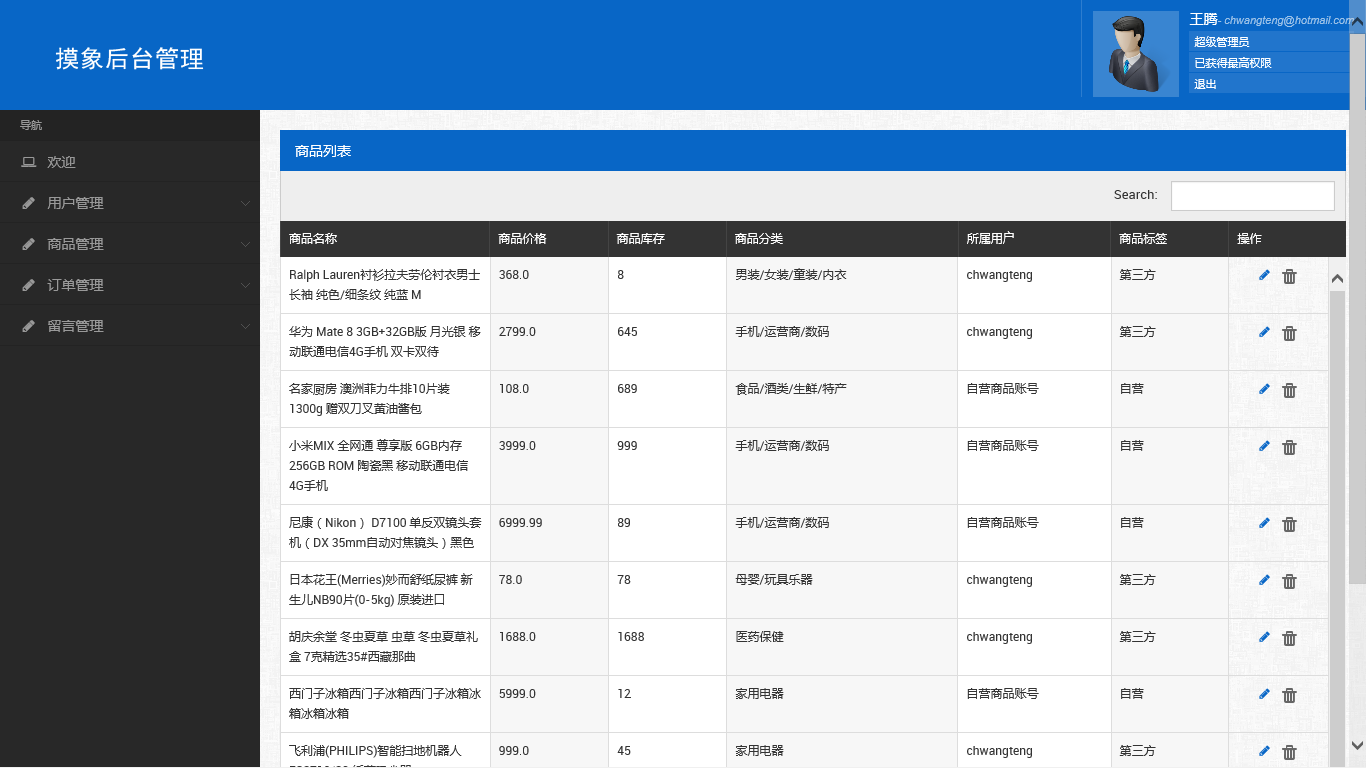 摸象后台管理
王腾- chwangteng@hotmail.com
超级管理员
已获得最高权限
退出
导航
欢迎
用户管理
商品管理
订单管理
留言管理
商品列表
Search:
商品名称 商品价格 商品库存 商品分类 所属用户 商品标签 操作
Ralph Lauren衬衫拉夫劳伦衬衣男士 368.0 8 男装/女装/童装/内衣 chwangteng 第三方
长袖 纯色/细条纹 纯蓝 M
华为 Mate 8 3GB+32GB版 月光银 移 2799.0 645 手机/运营商/数码 chwangteng 第三方
动联通电信4G手机 双卡双待
名家厨房 澳洲菲力牛排10片装 108.0 689 食品/酒类/生鲜/特产 自营商品账号 自营
1300g 赠双刀叉黄油酱包
小米MIX 全网通 尊享版 6GB内存 3999.0 999 手机/运营商/数码 自营商品账号 自营
256GB ROM 陶瓷黑 移动联通电信
4G手机
尼康（Nikon） D7100 单反双镜头套 6999.99 89 手机/运营商/数码 自营商品账号 自营
机（DX 35mm自动对焦镜头）黑色
日本花王(Merries)妙而舒纸尿裤 新 78.0 78 母婴/玩具乐器 chwangteng 第三方
生儿NB90片(0-5kg) 原装进口
胡庆余堂 冬虫夏草 虫草 冬虫夏草礼 1688.0 1688 医药保健 chwangteng 第三方
盒 7克精选35#西藏那曲
西门子冰箱西门子冰箱西门子冰箱冰 5999.0 12 家用电器 自营商品账号 自营
箱冰箱冰箱
飞利浦(PHILIPS)智能扫地机器人 999.0 45 家用电器 chwangteng 第三方